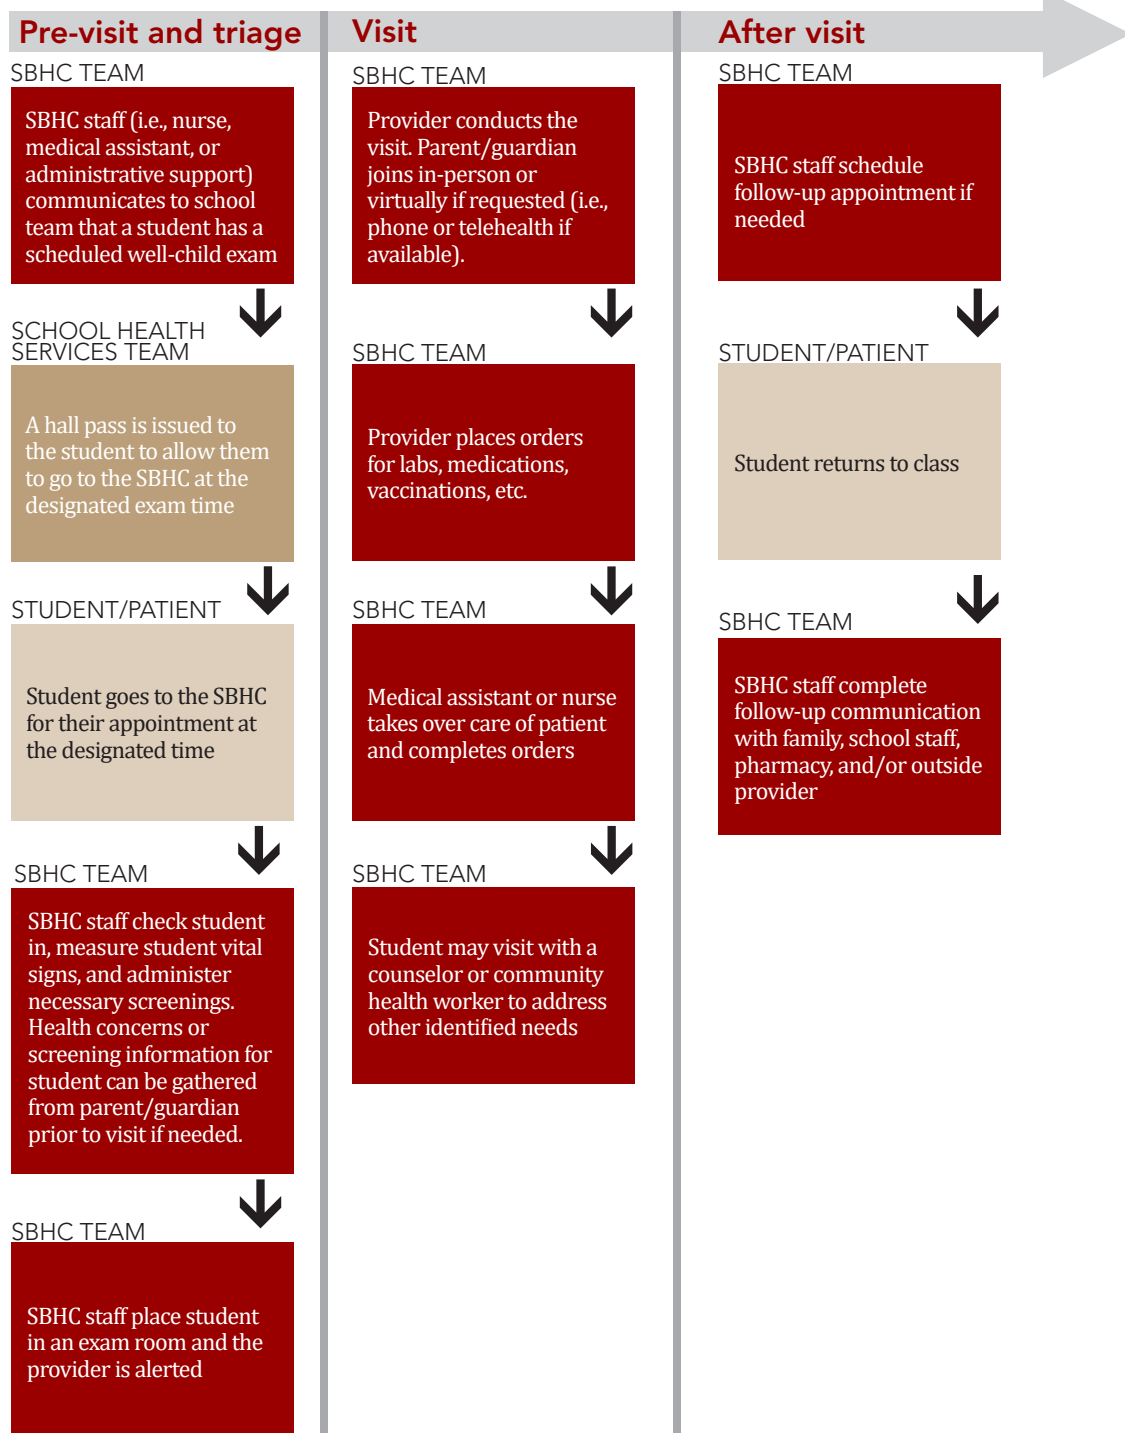 Pre-visit and triage
SBHC TEAM
SBHC staff (i.e., nurse,
medical assistant, or
administrative support)
communicates to school
team that a student has a
scheduled well-child exam
SCHOOL HEALTH
SERVICES TEAM
A hall pass is issued to
the student to allow them
to go to the SBHC at the
designated exam time
STUDENT/PATIENT
Student goes to the SBHC
for their appointment at
the designated time
SBHC TEAM
SBHC staff check student
in, measure student vital
signs, and administer
necessary screenings.
Health concerns or
screening information for
student can be gathered
from parent/guardian
prior to visit if needed.
SBHC TEAM
SBHC staff place student
in an exam room and the
provider is alerted
Visit
SBHC TEAM
Provider conducts the
visit. Parent/guardian
joins in-person or
virtually if requested (i.e.,
phone or telehealth if
available).
SBHC TEAM
Provider places orders
for labs, medications,
vaccinations, etc.
SBHC TEAM
Medical assistant or nurse
takes over care of patient
and completes orders
SBHC TEAM
Student may visit with a
counselor or community
health worker to address
other identified needs
After visit
SBHC TEAM
SBHC staff schedule
follow-up appointment if
needed
STUDENT/PATIENT
Student returns to class
SBHC TEAM
SBHC staff complete
follow-up communication
with family, school staff,
pharmacy, and/or outside
provider